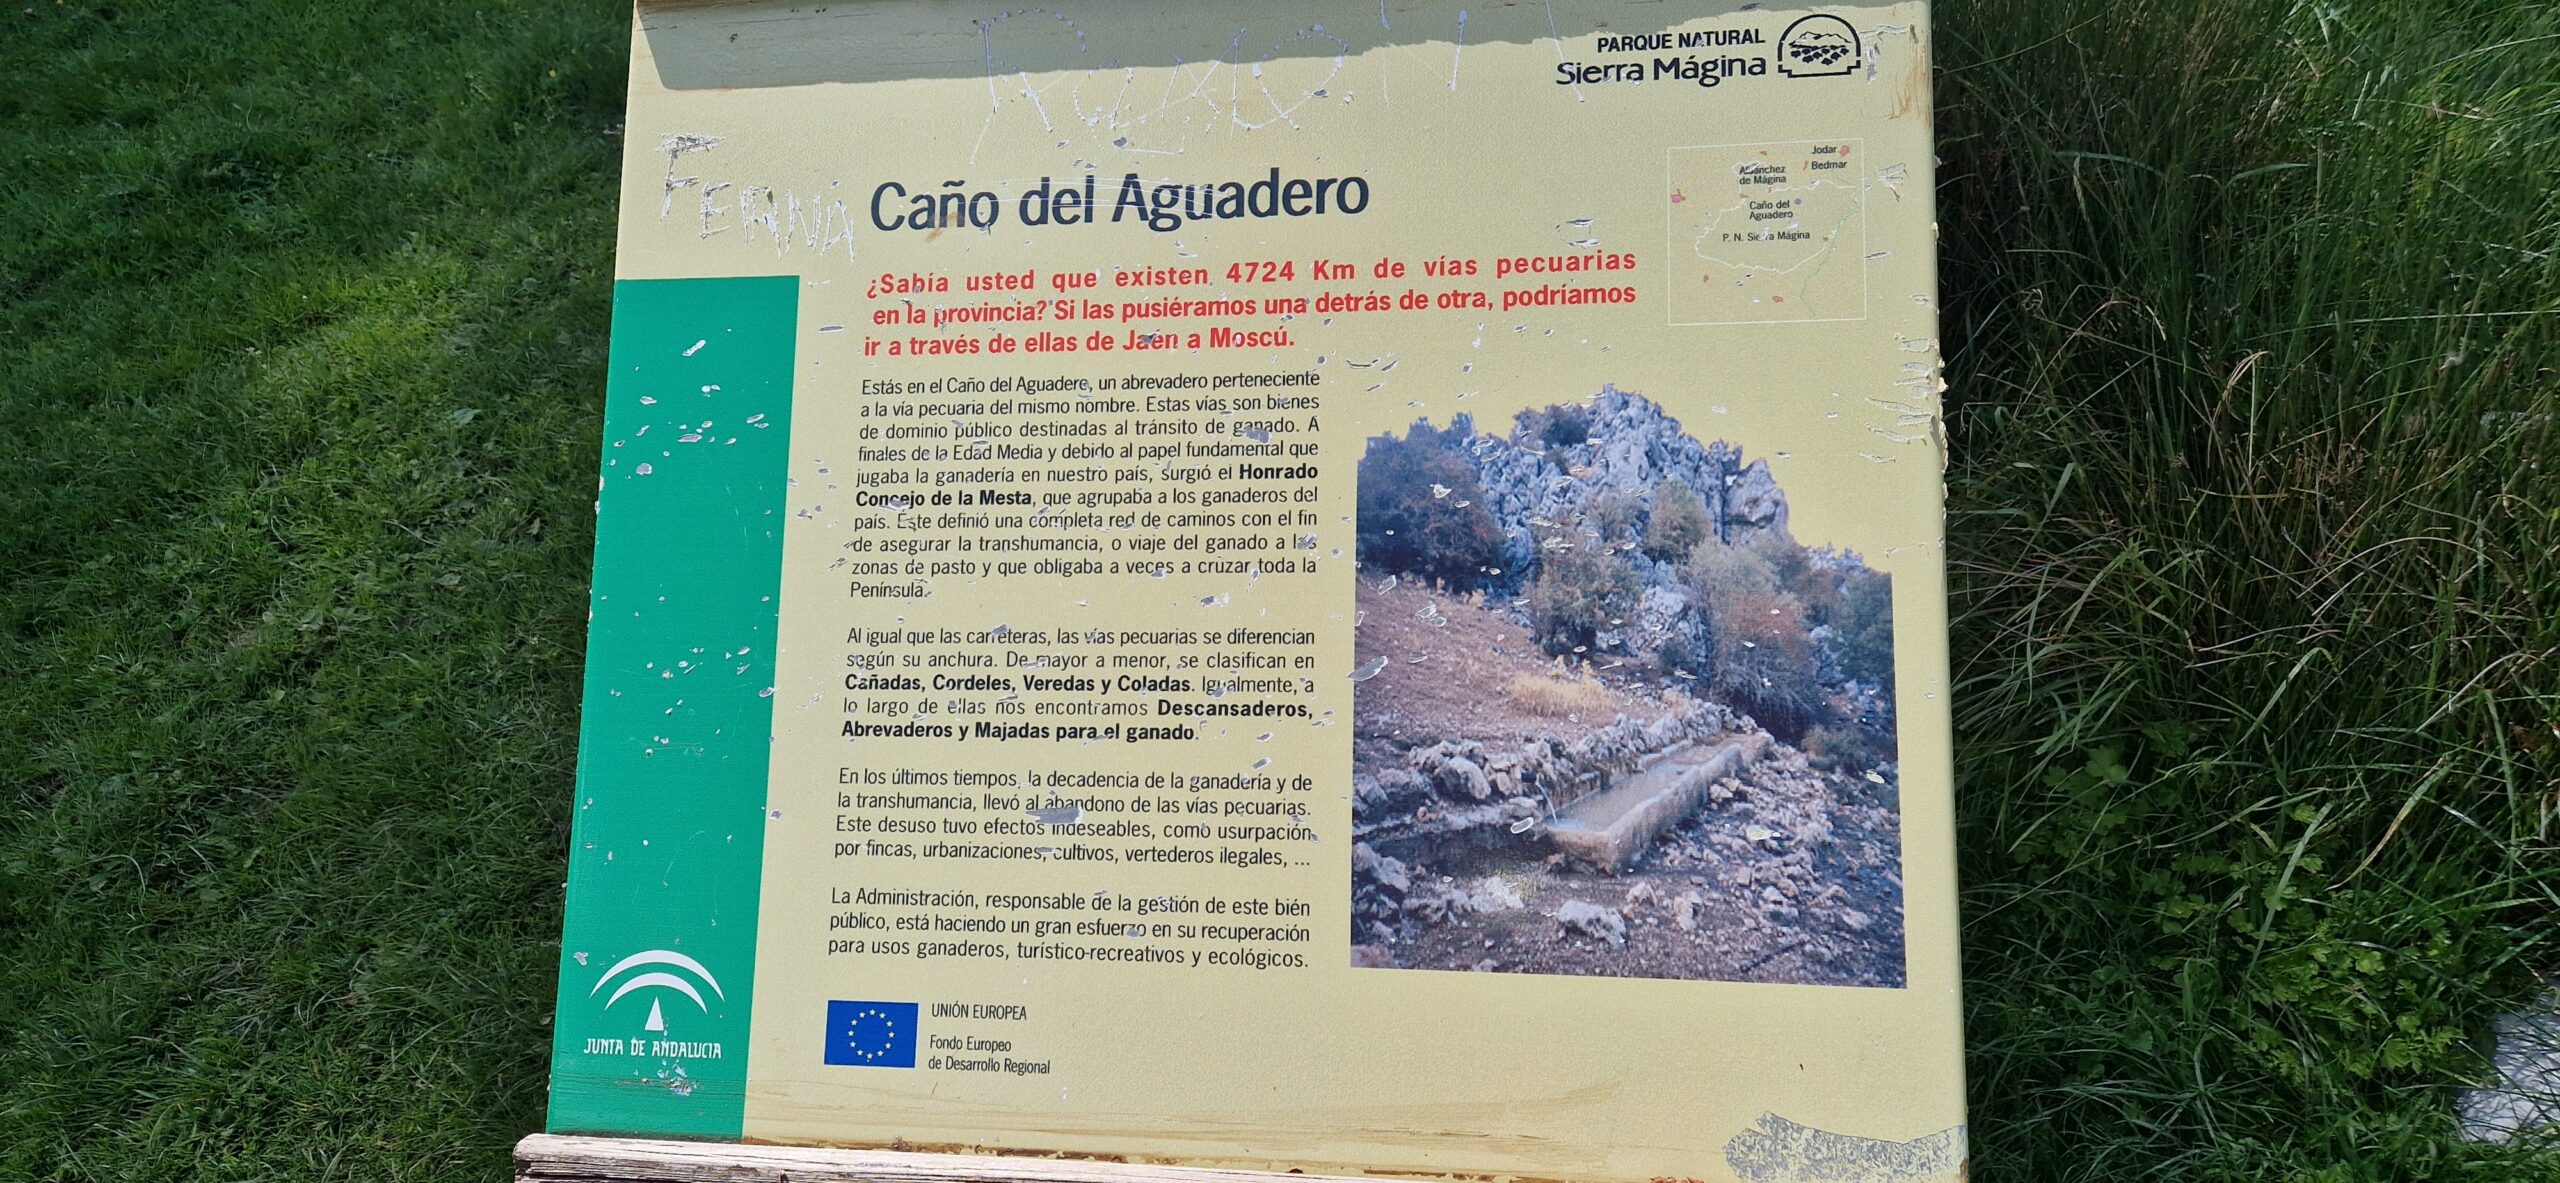 PARQUE NATURAL
Sierra Mágina
FERNA
Caño del Aguadero
Jodar
Bedmar
de Mágina
Caño del
Aguadero
P. N. Sierra Mágina
¿Sabía usted que existen 4724 Km de vías pecuarias
en la provincia? Si las pusiéramos una detrás de otra, podríamos
ir a través de ellas de Jaén a Moscú.
Estás en el Caño del Aguadero, un abrevadero perteneciente
a la vía pecuaria del mismo nombre. Estas vías son bienes
de dominio público destinadas al tránsito de ganado. A
finales de la Edad Media y debido al papel fundamental que
jugaba la ganadería en nuestro país, surgió el Honrado
Concejo de la Mesta, que agrupaba a los ganaderos del
país. Este definió una completa red de caminos con el fin
de asegurar la transhumancia, o viaje del ganado a las
zonas de pasto y que obligaba a veces a cruzar toda la
Península.
Al igual que las carreteras, las vías pecuarias se diferencian
según su anchura. De mayor a menor, se clasifican en
Cañadas, Cordeles, Veredas y Coladas. Igualmente, a
lo largo de ellas nos encontramos Descansaderos,
Abrevaderos y Majadas para el ganado.
En los últimos tiempos, la decadencia de la ganadería y de
la transhumancia, llevó al abandono de las vías pecuarias.
Este desuso tuvo efectos indeseables, como usurpación
por fincas, urbanizaciones, cultivos, vertederos ilegales, ...
La Administración, responsable de la gestión de este bién
público, está haciendo un gran esfuerzo en su recuperación
para usos ganaderos, turístico-recreativos y ecológicos.
JUNTA DE ANDALUCIA
UNIÓN EUROPEA
Fondo Europeo
de Desarrollo Regional